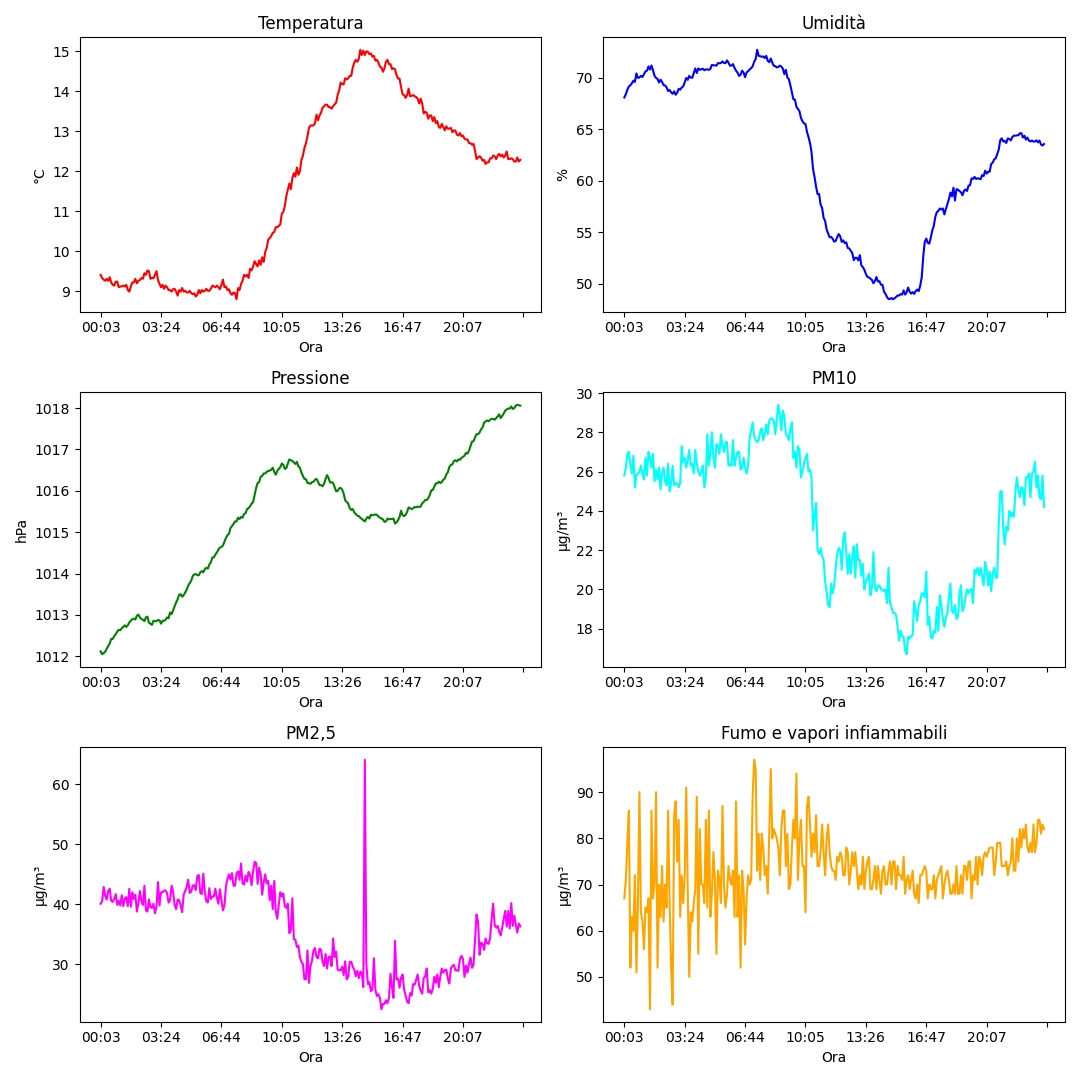 Temperatura
°C
15
14
13
12
11
10
9
00:03 03:24 06:44 10:05 13:26 16:47 20:07
Ora
Umidità
%
70
65
60
55
50
00:03 03:24 06:44 10:05 13:26 16:47 20:07
Ora
Pressione
hPa
1018
1017
1016
1015
1014
1013
1012
00:03 03:24 06:44 10:05 13:26 16:47 20:07
Ora
PM10
µg/m³
30
28
26
24
22
20
18
00:03 03:24 06:44 10:05 13:26 16:47 20:07
Ora
PM2,5
µg/m³
60
50
40
30
00:03 03:24 06:44 10:05 13:26 16:47 20:07
Ora
Fumo e vapori infiammabili
µg/m³
90
80
70
60
50
00:03 03:24 06:44 10:05 13:26 16:47 20:07
Ora